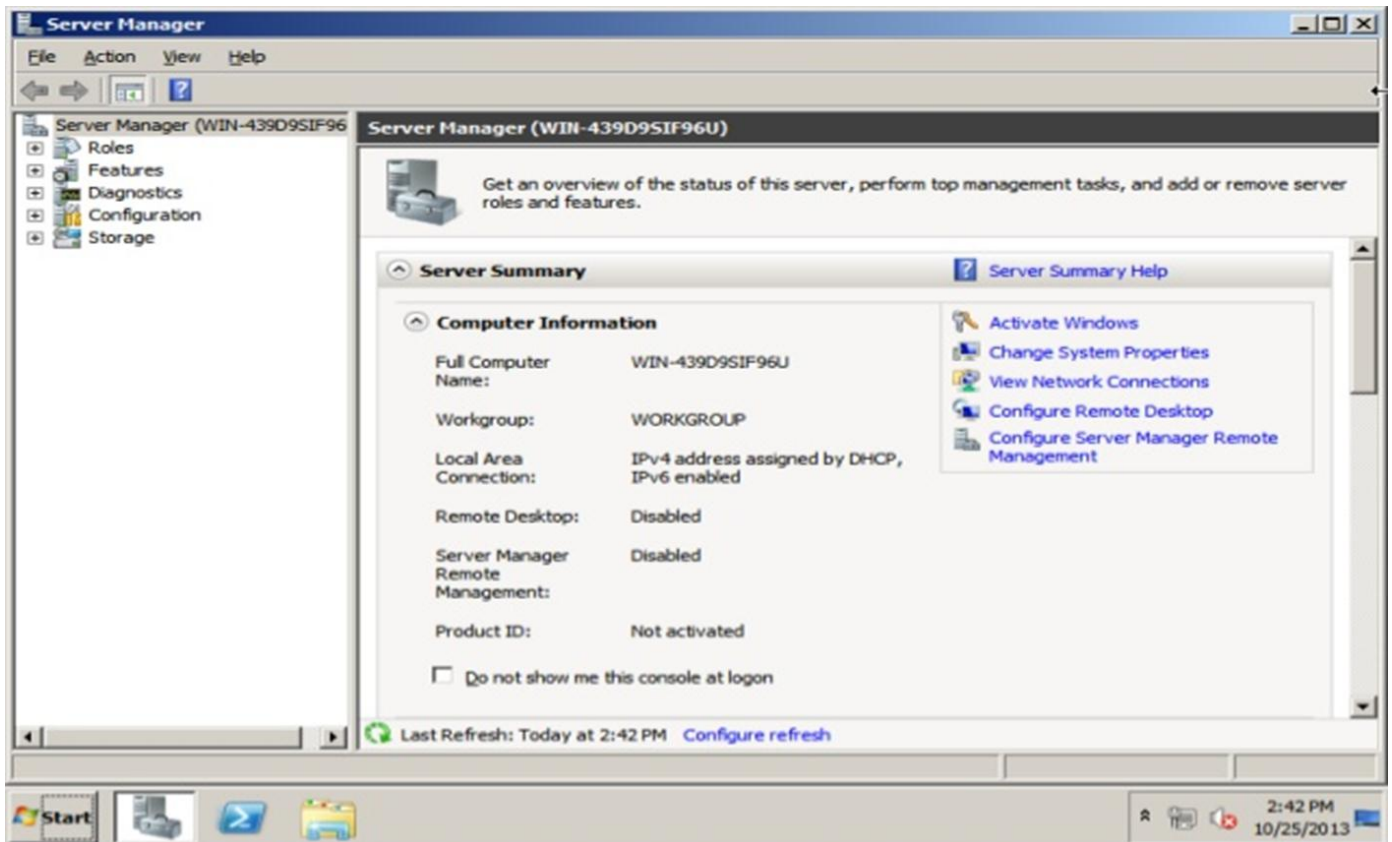 Server Manager
File Action View Help
Server Manager (WIN-439D9SIF96
Roles
Features
Diagnostics
Configuration
Storage
Server Manager (WIN-439D9SIF96U)
Get an overview of the status of this server, perform top management tasks, and add or remove server
roles and features.
Server Summary
Server Summary Help
Computer Information
Full Computer
Name:
WIN-439D9SIF96U
Workgroup:
WORKGROUP
Local Area
Connection:
IPv4 address assigned by DHCP,
IPv6 enabled
Remote Desktop:
Disabled
Server Manager
Remote
Management:
Disabled
Product ID:
Not activated
Do not show me this console at logon
Activate Windows
Change System Properties
View Network Connections
Configure Remote Desktop
Configure Server Manager Remote
Management
Last Refresh: Today at 2:42 PM Configure refresh
Start
2:42 PM
10/25/2013